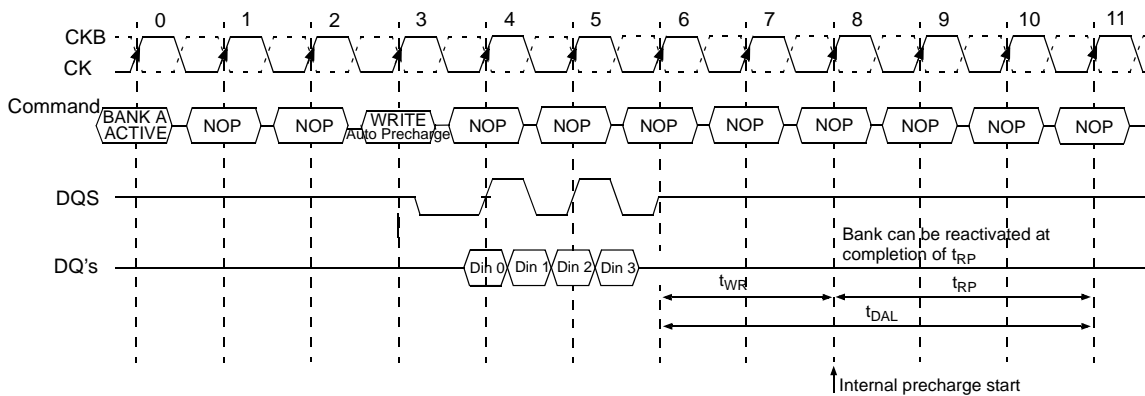 0 1 2 3 4 5 6 7 8 9 10 11
CKB
CK
Command
BANK A
ACTIVE
NOP NOP
WRITE
Auto Precharge
NOP NOP NOP NOP NOP NOP NOP NOP
DQS
DQ's
Din 0 Din 1 Din 2 Din 3
Bank can be reactivated at
completion of tRP
tWR tRP
tDAL
Internal precharge start